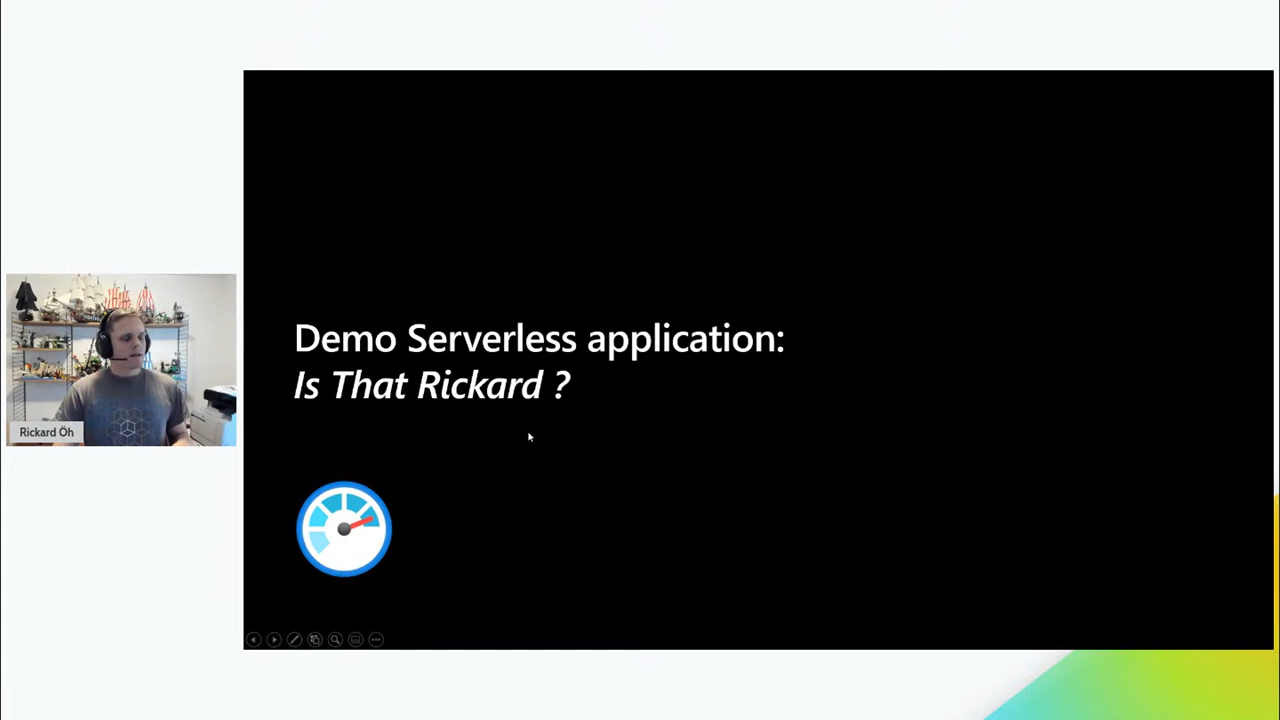 Demo Serverless application:
Is That Rickard ?
Rickard Öh